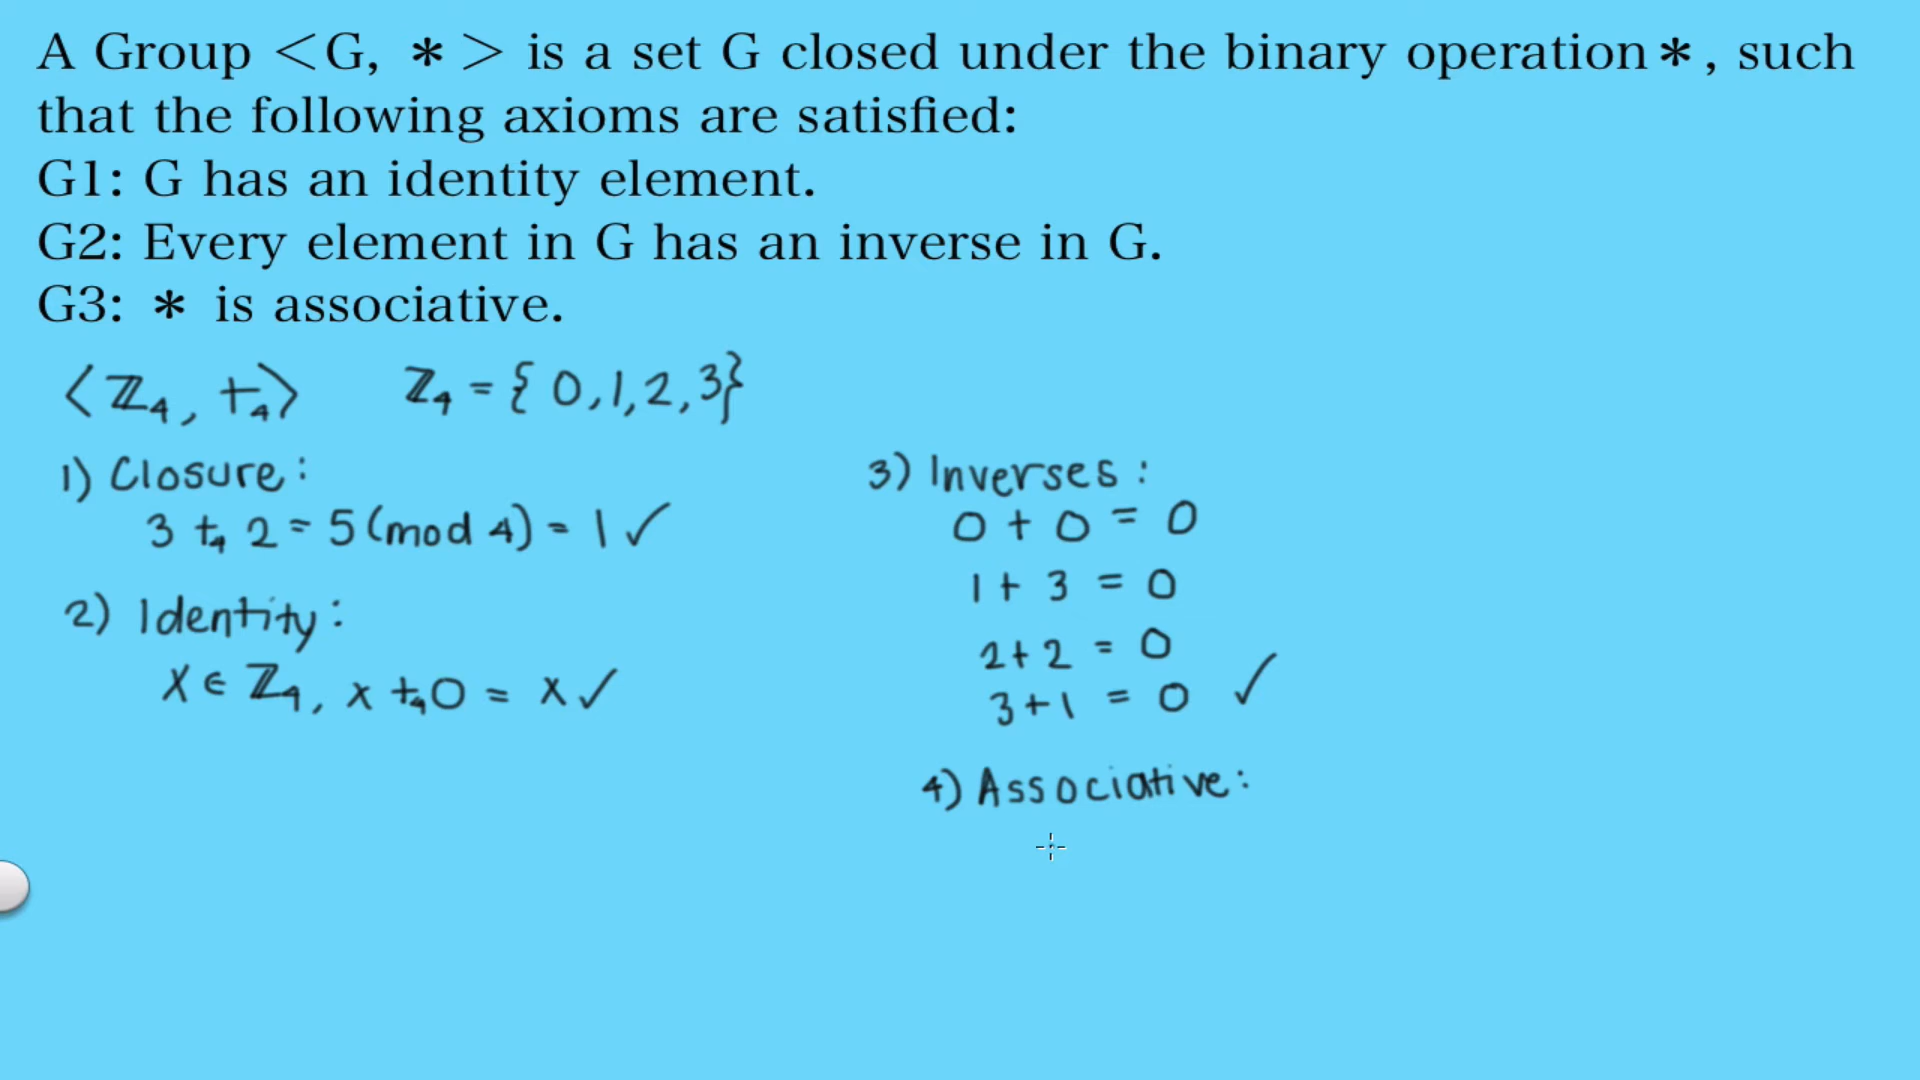 A Group <G, *> is a set G closed under the binary operation *, such
that the following axioms are satisfied:
G1: G has an identity element.
G2: Every element in G has an inverse in G.
G3: * is associative.
⟨ℤ₄, +₄⟩ ℤ₄ = {0,1,2,3}
1) Closure:
3 +₄ 2 = 5 (mod 4) = 1 ✓
2) Identity:
x ∈ ℤ₄, x +₄ 0 = x ✓
3) Inverses:
0 + 0 = 0
1 + 3 = 0
2 + 2 = 0
3 + 1 = 0 ✓
4) Associative: